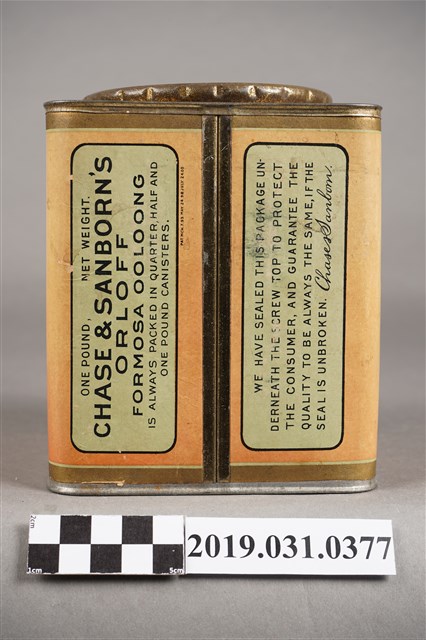 ONE POUND, NET WEIGHT.
CHASE & SANBORN'S
ORLOFF
FORMOSA OOLOONG
IS ALWAYS PACKED IN QUARTER, HALF AND
ONE POUND CANISTERS.
WE HAVE SEALED THIS PACKAGE UN-
DERNEATH THE SCREW TOP TO PROTECT
THE CONSUMER, AND GUARANTEE THE
QUALITY TO BE ALWAYS THE SAME, IF THE
SEAL IS UNBROKEN. Chase & Sanborn.
2cm
1cm
5cm
2019.031.0377